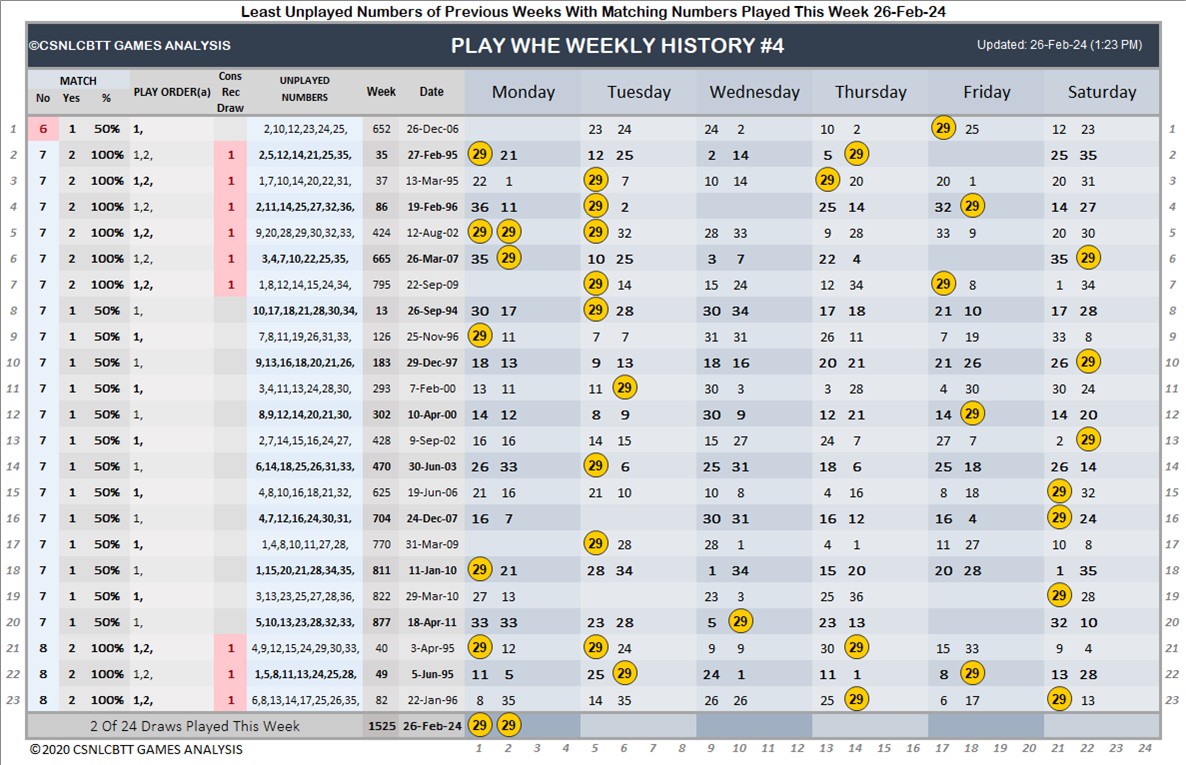 Least Unplayed Numbers of Previous Weeks With Matching Numbers Played This Week 26-Feb-24
©CSNLCBTT GAMES ANALYSIS PLAY WHE WEEKLY HISTORY #4 Updated: 26-Feb-24 (1:23 PM)
MATCH PLAY ORDER(a) Cons Rec Draw UNPLAYED NUMBERS Week Date Monday Tuesday Wednesday Thursday Friday Saturday
No Yes %
1 6 1 50% 1, 2,10,12,23,24,25, 652 26-Dec-06 23 24 24 2 10 2 29 25 12 23 1
2 7 2 100% 1,2, 1 2,5,12,14,21,25,35, 35 27-Feb-95 29 21 12 25 2 14 5 29 25 35 2
3 7 2 100% 1,2, 1 1,7,10,14,20,22,31, 37 13-Mar-95 22 1 29 7 10 14 29 20 20 1 20 31 3
4 7 2 100% 1,2, 1 2,11,14,25,27,32,36, 86 19-Feb-96 36 11 29 2 25 14 32 29 14 27 4
5 7 2 100% 1,2, 1 9,20,28,29,30,32,33, 424 12-Aug-02 29 29 29 32 28 33 9 28 33 9 20 30 5
6 7 2 100% 1,2, 1 3,4,7,10,22,25,35, 665 26-Mar-07 35 29 10 25 3 7 22 4 35 29 6
7 7 2 100% 1,2, 1 1,8,12,14,15,24,34, 795 22-Sep-09 29 14 15 24 12 34 29 8 1 34 7
8 7 1 50% 1, 10,17,18,21,28,30,34, 13 26-Sep-94 30 17 29 28 30 34 17 18 21 10 17 28 8
9 7 1 50% 1, 7,8,11,19,26,31,33, 126 25-Nov-96 29 11 7 7 31 31 26 11 7 19 33 8 9
10 7 1 50% 1, 9,13,16,18,20,21,26, 183 29-Dec-97 18 13 9 13 18 16 20 21 21 26 26 29 10
11 7 1 50% 1, 3,4,11,13,24,28,30, 293 7-Feb-00 13 11 11 29 30 3 3 28 4 30 30 24 11
12 7 1 50% 1, 8,9,12,14,20,21,30, 302 10-Apr-00 14 12 8 9 30 9 12 21 14 29 14 20 12
13 7 1 50% 1, 2,7,14,15,16,24,27, 428 9-Sep-02 16 16 14 15 15 27 24 7 27 7 2 29 13
14 7 1 50% 1, 6,14,18,25,26,31,33, 470 30-Jun-03 26 33 29 6 25 31 18 6 25 18 26 14 14
15 7 1 50% 1, 4,8,10,16,18,21,32, 625 19-Jun-06 21 16 21 10 10 8 4 16 8 18 29 32 15
16 7 1 50% 1, 4,7,12,16,24,30,31, 704 24-Dec-07 16 7 30 31 16 12 16 4 29 24 16
17 7 1 50% 1, 1,4,8,10,11,27,28, 770 31-Mar-09 29 28 28 1 4 1 11 27 10 8 17
18 7 1 50% 1, 1,15,20,21,28,34,35, 811 11-Jan-10 29 21 28 34 1 34 15 20 20 28 1 35 18
19 7 1 50% 1, 3,13,23,25,27,28,36, 822 29-Mar-10 27 13 23 3 25 36 29 28 19
20 7 1 50% 1, 5,10,13,23,28,32,33, 877 18-Apr-11 33 33 23 28 5 29 23 13 32 10 20
21 8 2 100% 1,2, 1 4,9,12,15,24,29,30,33, 40 3-Apr-95 29 12 29 24 9 9 30 29 15 33 9 4 21
22 8 2 100% 1,2, 1 1,5,8,11,13,24,25,28, 49 5-Jun-95 11 5 25 29 24 1 11 1 8 29 13 28 22
23 8 2 100% 1,2, 1 6,8,13,14,17,25,26,35, 82 22-Jan-96 8 35 14 35 26 26 25 29 6 17 29 13 23
2 Of 24 Draws Played This Week 1525 26-Feb-24 29 29
© 2020 CSNLCBTT GAMES ANALYSIS 1 2 3 4 5 6 7 8 9 10 11 12 13 14 15 16 17 18 19 20 21 22 23 24